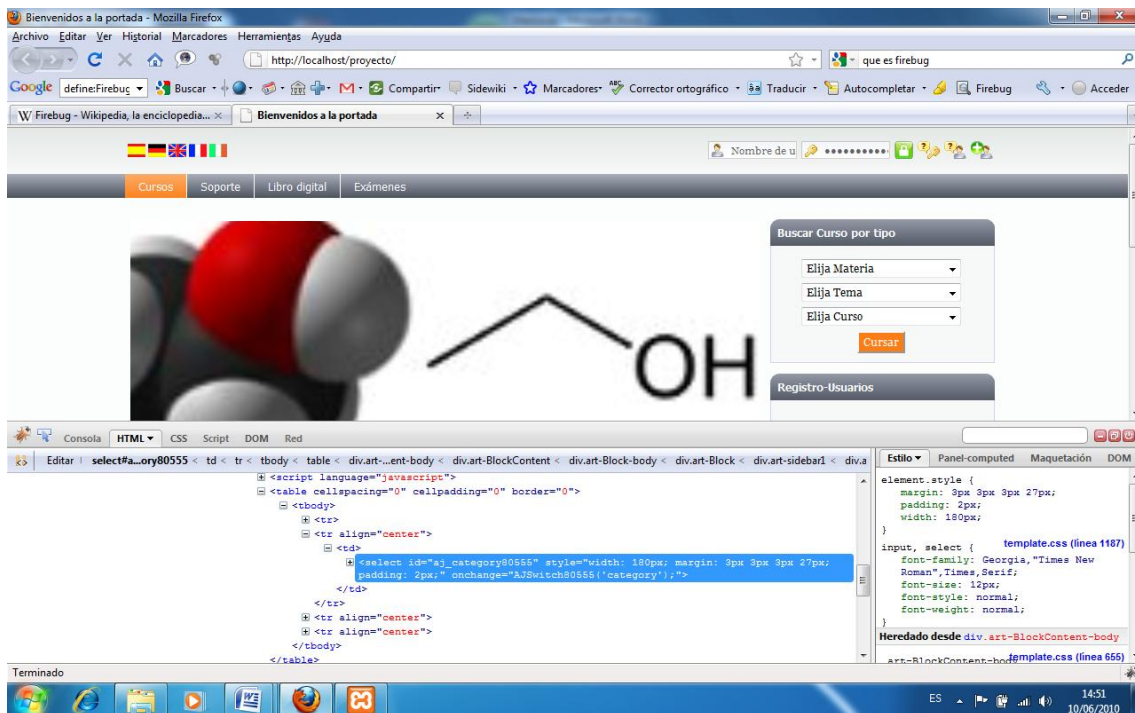 Bienvenidos a la portada - Mozilla Firefox
Archivo Editar Ver Historial Marcadores Herramientas Ayuda
http://localhost/proyecto/
que es firebug
Google define:Firebug Buscar Compartir Sidewiki Marcadores Corrector ortográfico Traducir Autocompletar Firebug Acceder
W Firebug - Wikipedia, la enciclopedia... Bienvenidos a la portada
Nombre de u
Cursos Soporte Libro digital Exámenes
Buscar Curso por tipo
Elija Materia
Elija Tema
Elija Curso
Cursar
OH
Registro-Usuarios
Consola HTML CSS Script DOM Red
Editar select#a...ory80555 < td < tr < tbody < table < div.art-...ent-body < div.art-BlockContent < div.art-Block-body < div.art-Block < div.art-sidebar1 < div.a
Estilo Panel-computed Maquetación DOM
<script language="javascript">
<table cellspacing="0" cellpadding="0" border="0">
<tbody>
<tr>
<tr align="center">
<td>
<select id="aj_category80555" style="width: 180px; margin: 3px 3px 3px 27px;
padding: 2px;" onchange="AJSwitch80555('category');">
</td>
</tr>
<tr align="center">
<tr align="center">
</tbody>
</table>
element.style {
margin: 3px 3px 3px 27px;
padding: 2px;
width: 180px;
}
input, select { template.css (línea 1187)
font-family: Georgia,"Times New
Roman",Times,Serif;
font-size: 12px;
font-style: normal;
font-weight: normal;
}
Heredado desde div.art-BlockContent-body
template.css (línea 655)
Terminado
ES
14:51
10/06/2010